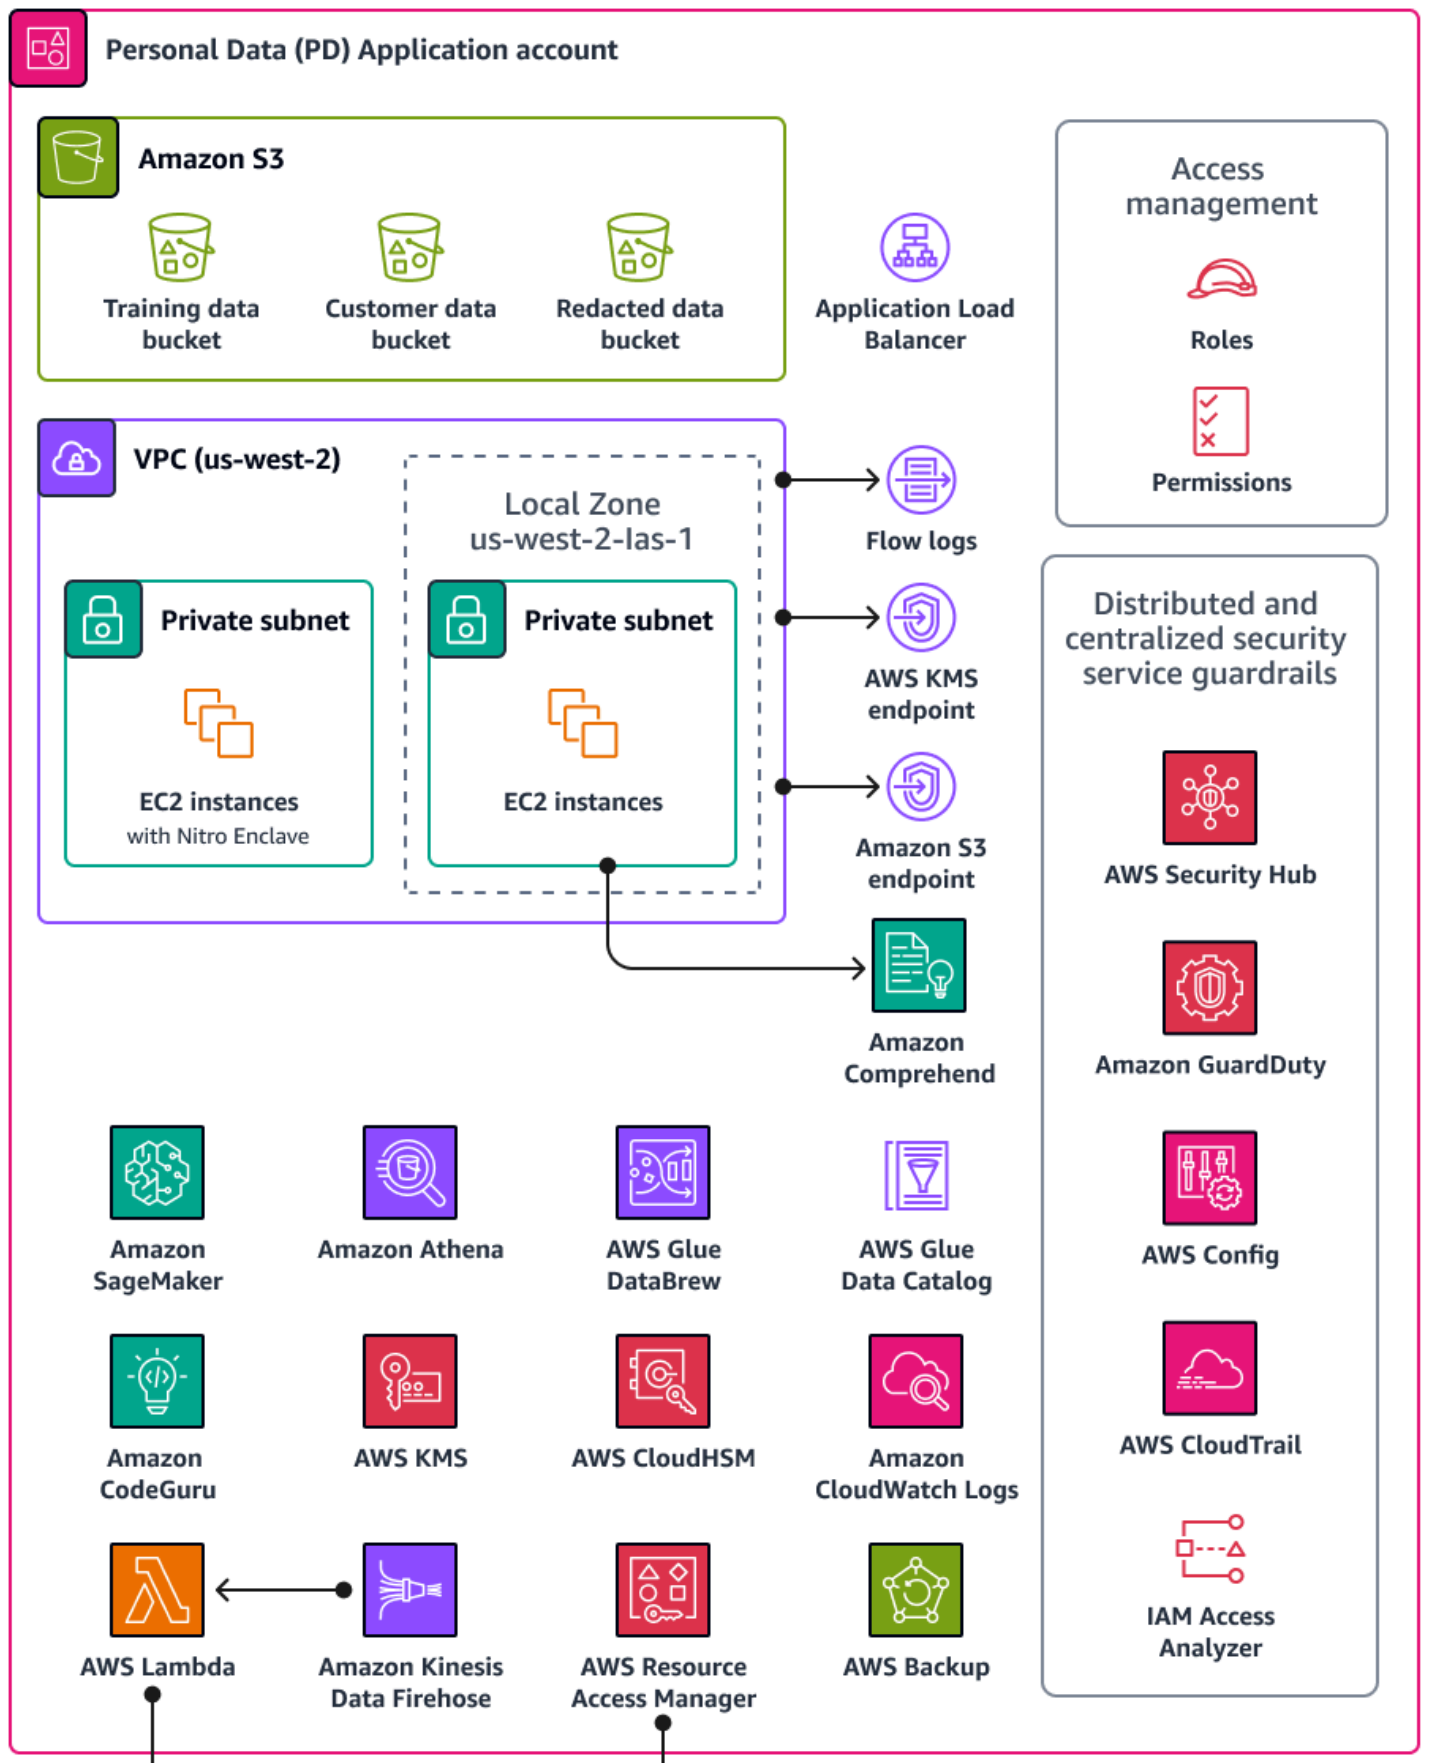 Personal Data (PD) Application account
Amazon S3
Training data
bucket
Customer data
bucket
Redacted data
bucket
Application Load
Balancer
Access
management
Roles
Permissions
VPC (us-west-2)
Local Zone
us-west-2-las-1
Private subnet
EC2 instances
with Nitro Enclave
Private subnet
EC2 instances
Flow logs
AWS KMS
endpoint
Amazon S3
endpoint
Amazon
Comprehend
Distributed and
centralized security
service guardrails
AWS Security Hub
Amazon GuardDuty
AWS Config
AWS CloudTrail
IAM Access
Analyzer
Amazon
SageMaker
Amazon Athena
AWS Glue
DataBrew
AWS Glue
Data Catalog
Amazon
CodeGuru
AWS KMS
AWS CloudHSM
Amazon
CloudWatch Logs
AWS Lambda
Amazon Kinesis
Data Firehose
AWS Resource
Access Manager
AWS Backup